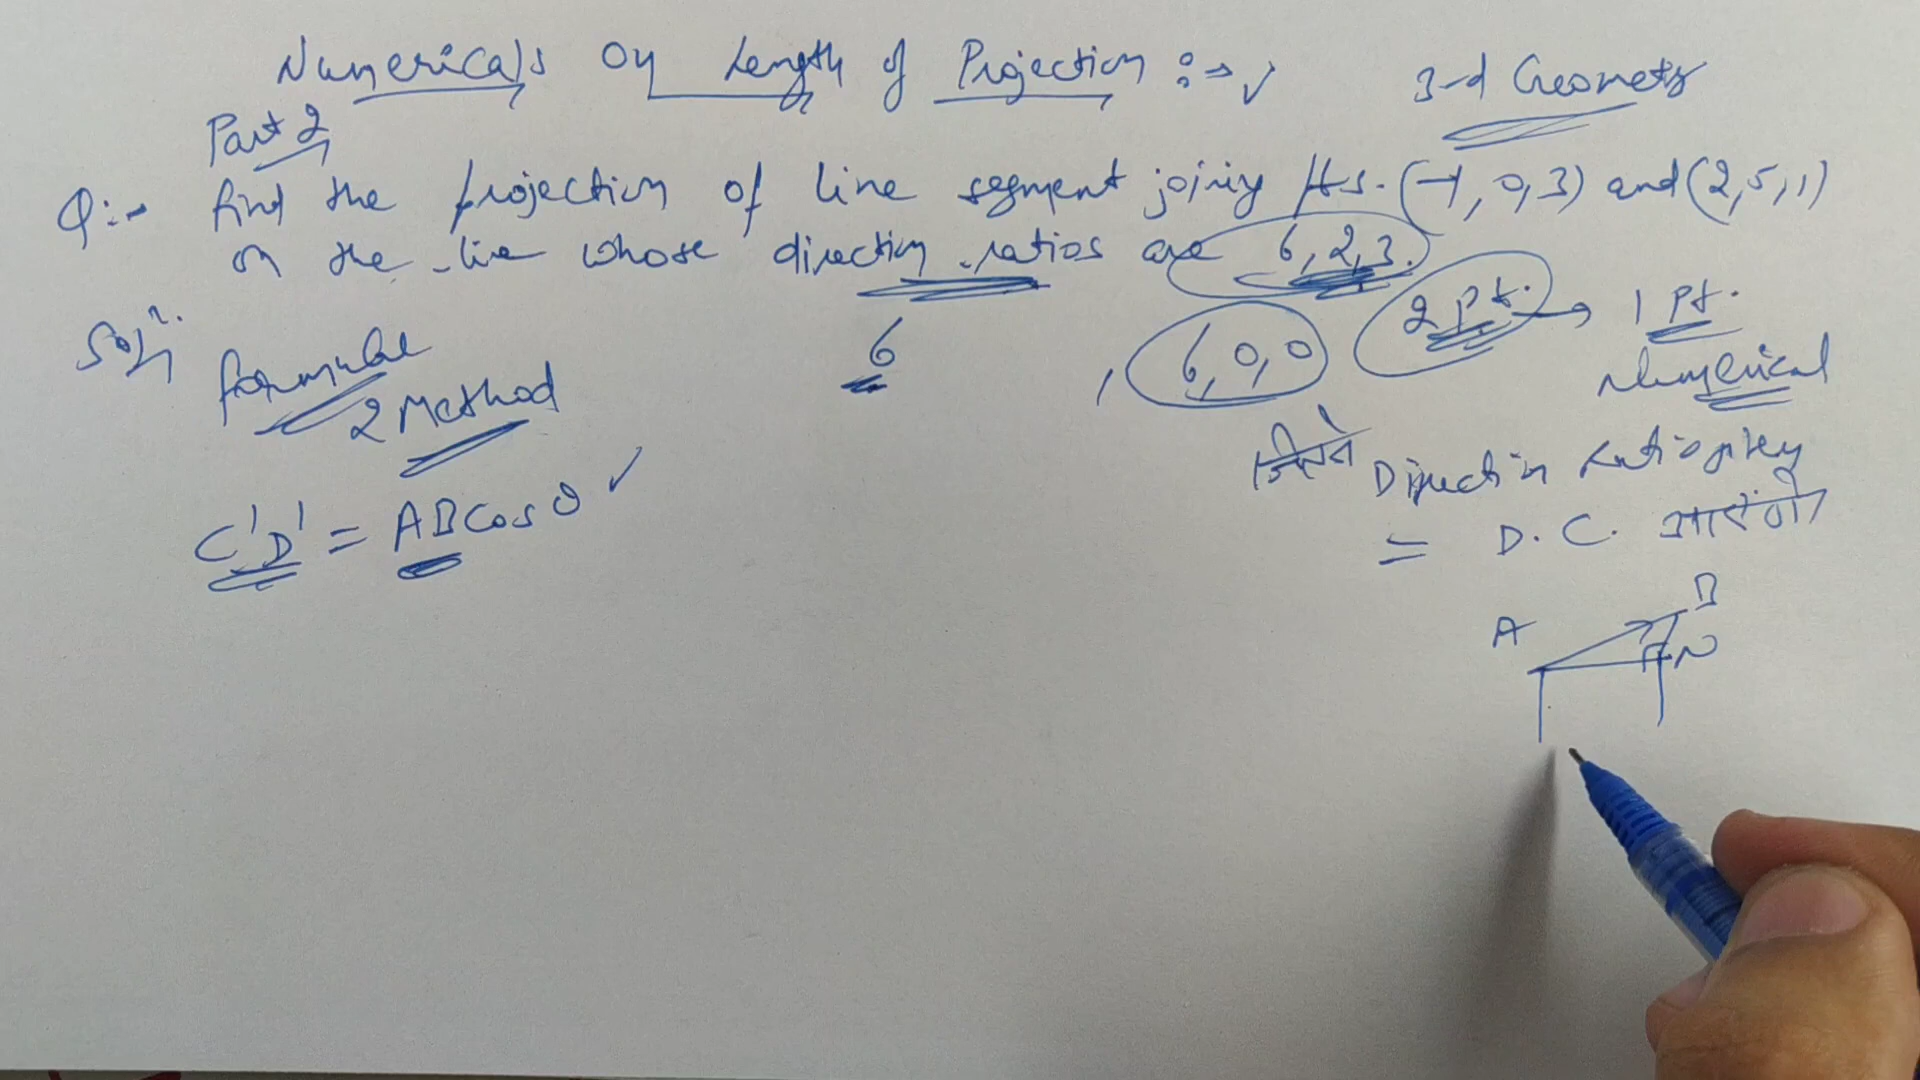 Numericals on Length of Projection :→ ✓
3-d Geometry
Part 2
Q:- find the projection of line segment joining Pts. (-1, 0, 3) and (2, 5, 1)
on the line whose direction ratios are 6, 2, 3.
Solⁿ.
formulae
2 Method
6
, 6, 0, 0
2 pt. → 1 Pt.
Numerical
Direction Ratio
= D. C.
C'D' = AB Cos θ ✓
A B
N